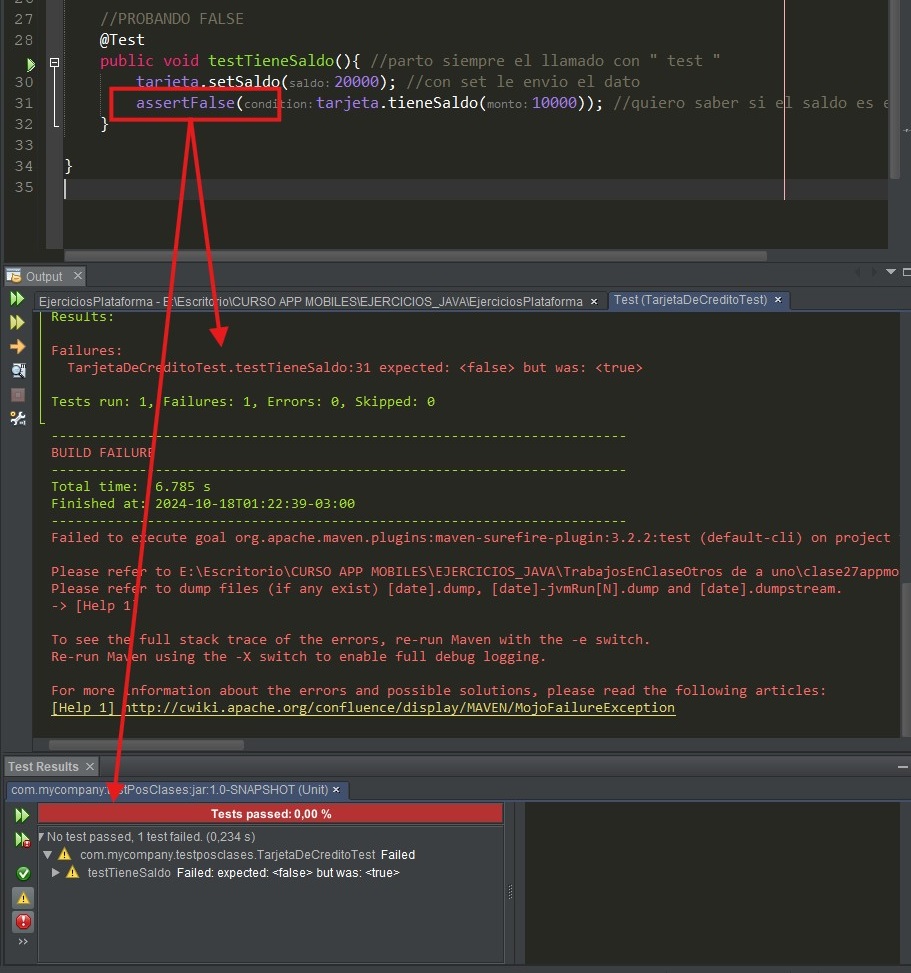 27 //PROBANDO FALSE
28 @Test
public void testTieneSaldo(){ //parto siempre el llamado con " test "
30 tarjeta.setSaldo(saldo: 20000); //con set le envio el dato
31 assertFalse(condition: tarjeta.tieneSaldo(monto: 10000)); //quiero saber si el saldo es e
32 }
33
34 }
35
Output
EjerciciosPlataforma - E:\Escritorio\CURSO APP MOBILES\EJERCICIOS_JAVA\EjerciciosPlataforma
Test (TarjetaDeCreditoTest)
Results:
Failures:
TarjetaDeCreditoTest.testTieneSaldo:31 expected: <false> but was: <true>
Tests run: 1, Failures: 1, Errors: 0, Skipped: 0
------------------------------------------------------------------------
BUILD FAILURE
------------------------------------------------------------------------
Total time: 6.785 s
Finished at: 2024-10-18T01:22:39-03:00
------------------------------------------------------------------------
Failed to execute goal org.apache.maven.plugins:maven-surefire-plugin:3.2.2:test (default-cli) on project
Please refer to E:\Escritorio\CURSO APP MOBILES\EJERCICIOS_JAVA\TrabajosEnClaseOtros de a uno\clase27appmo
Please refer to dump files (if any exist) [date].dump, [date]-jvmRun[N].dump and [date].dumpstream.
-> [Help 1]
To see the full stack trace of the errors, re-run Maven with the -e switch.
Re-run Maven using the -X switch to enable full debug logging.
For more information about the errors and possible solutions, please read the following articles:
[Help 1] http://cwiki.apache.org/confluence/display/MAVEN/MojoFailureException
Test Results
com.mycompany:testPosClases:jar:1.0-SNAPSHOT (Unit)
Tests passed: 0,00 %
No test passed, 1 test failed. (0,234 s)
com.mycompany.testposclases.TarjetaDeCreditoTest Failed
testTieneSaldo Failed: expected: <false> but was: <true>